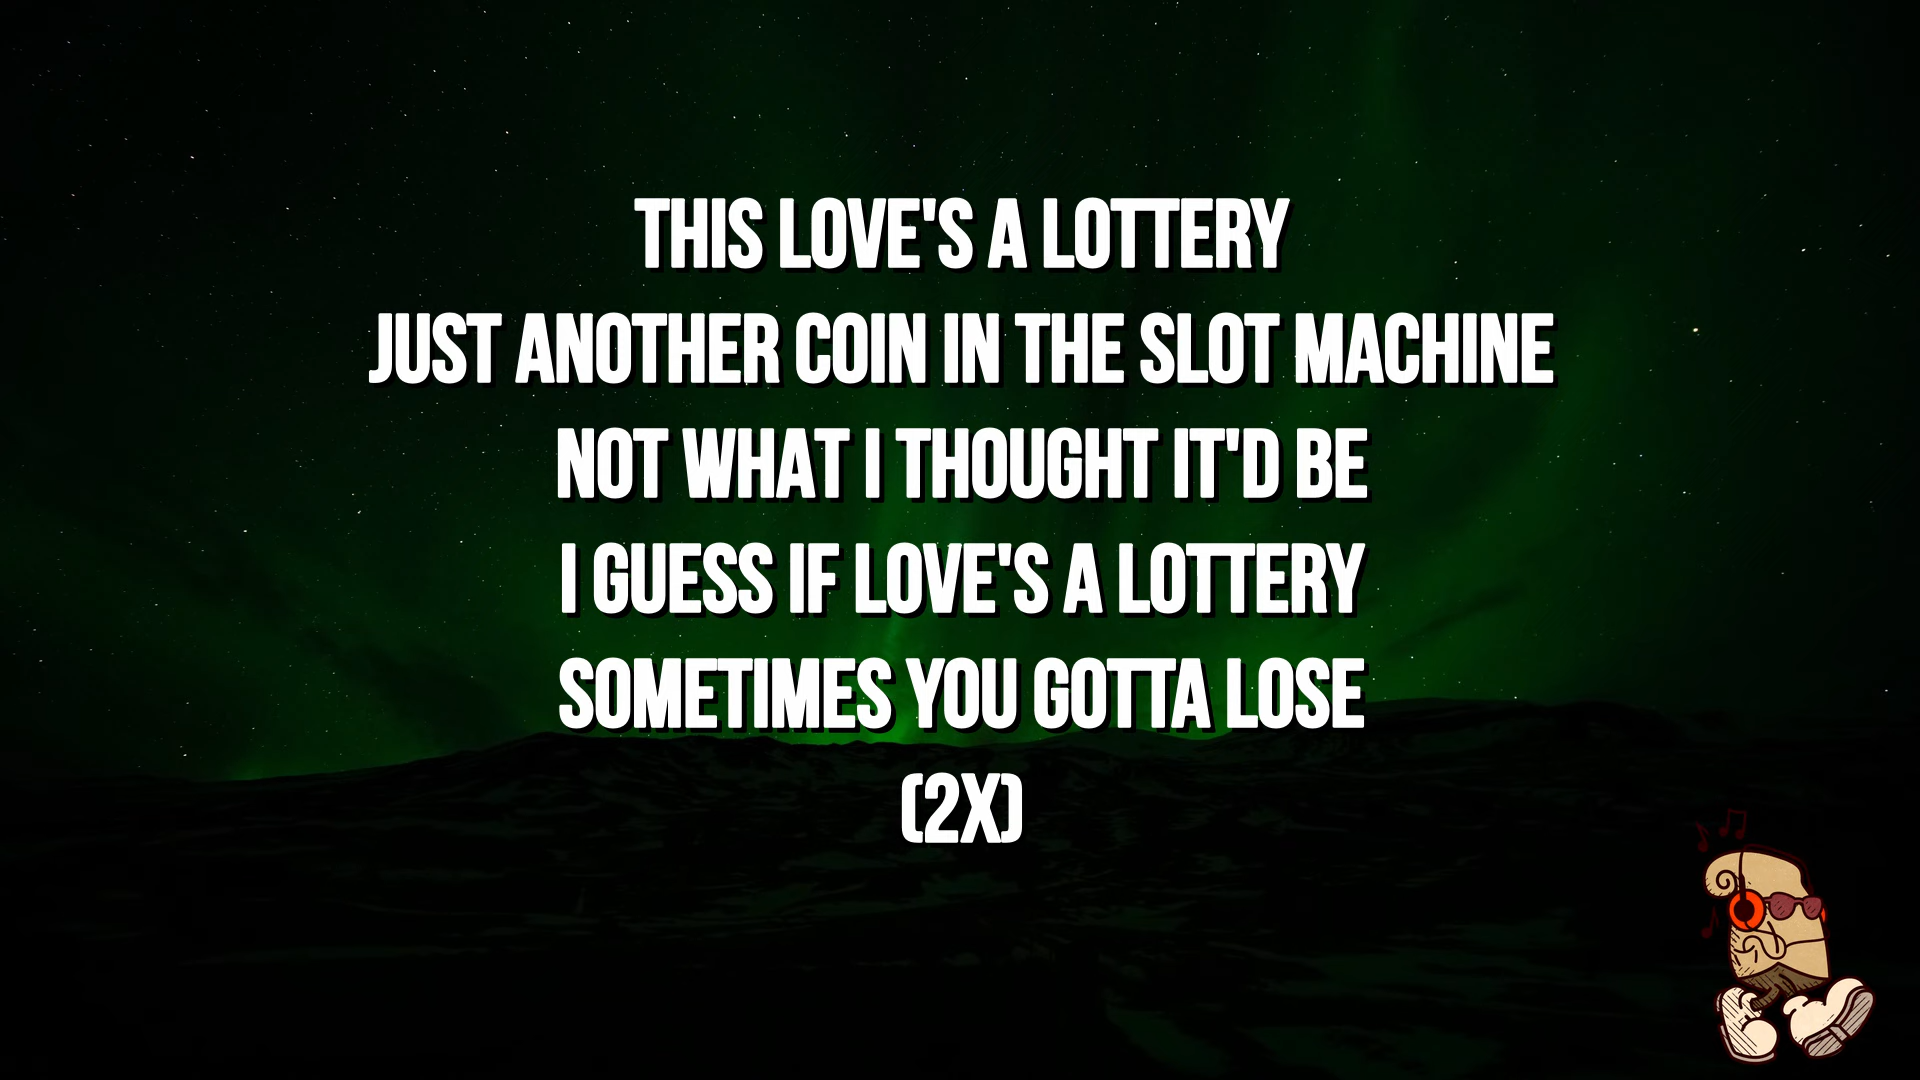 THIS LOVE'S A LOTTERY
JUST ANOTHER COIN IN THE SLOT MACHINE
NOT WHAT I THOUGHT IT'D BE
I GUESS IF LOVE'S A LOTTERY
SOMETIMES YOU GOTTA LOSE
(2X)